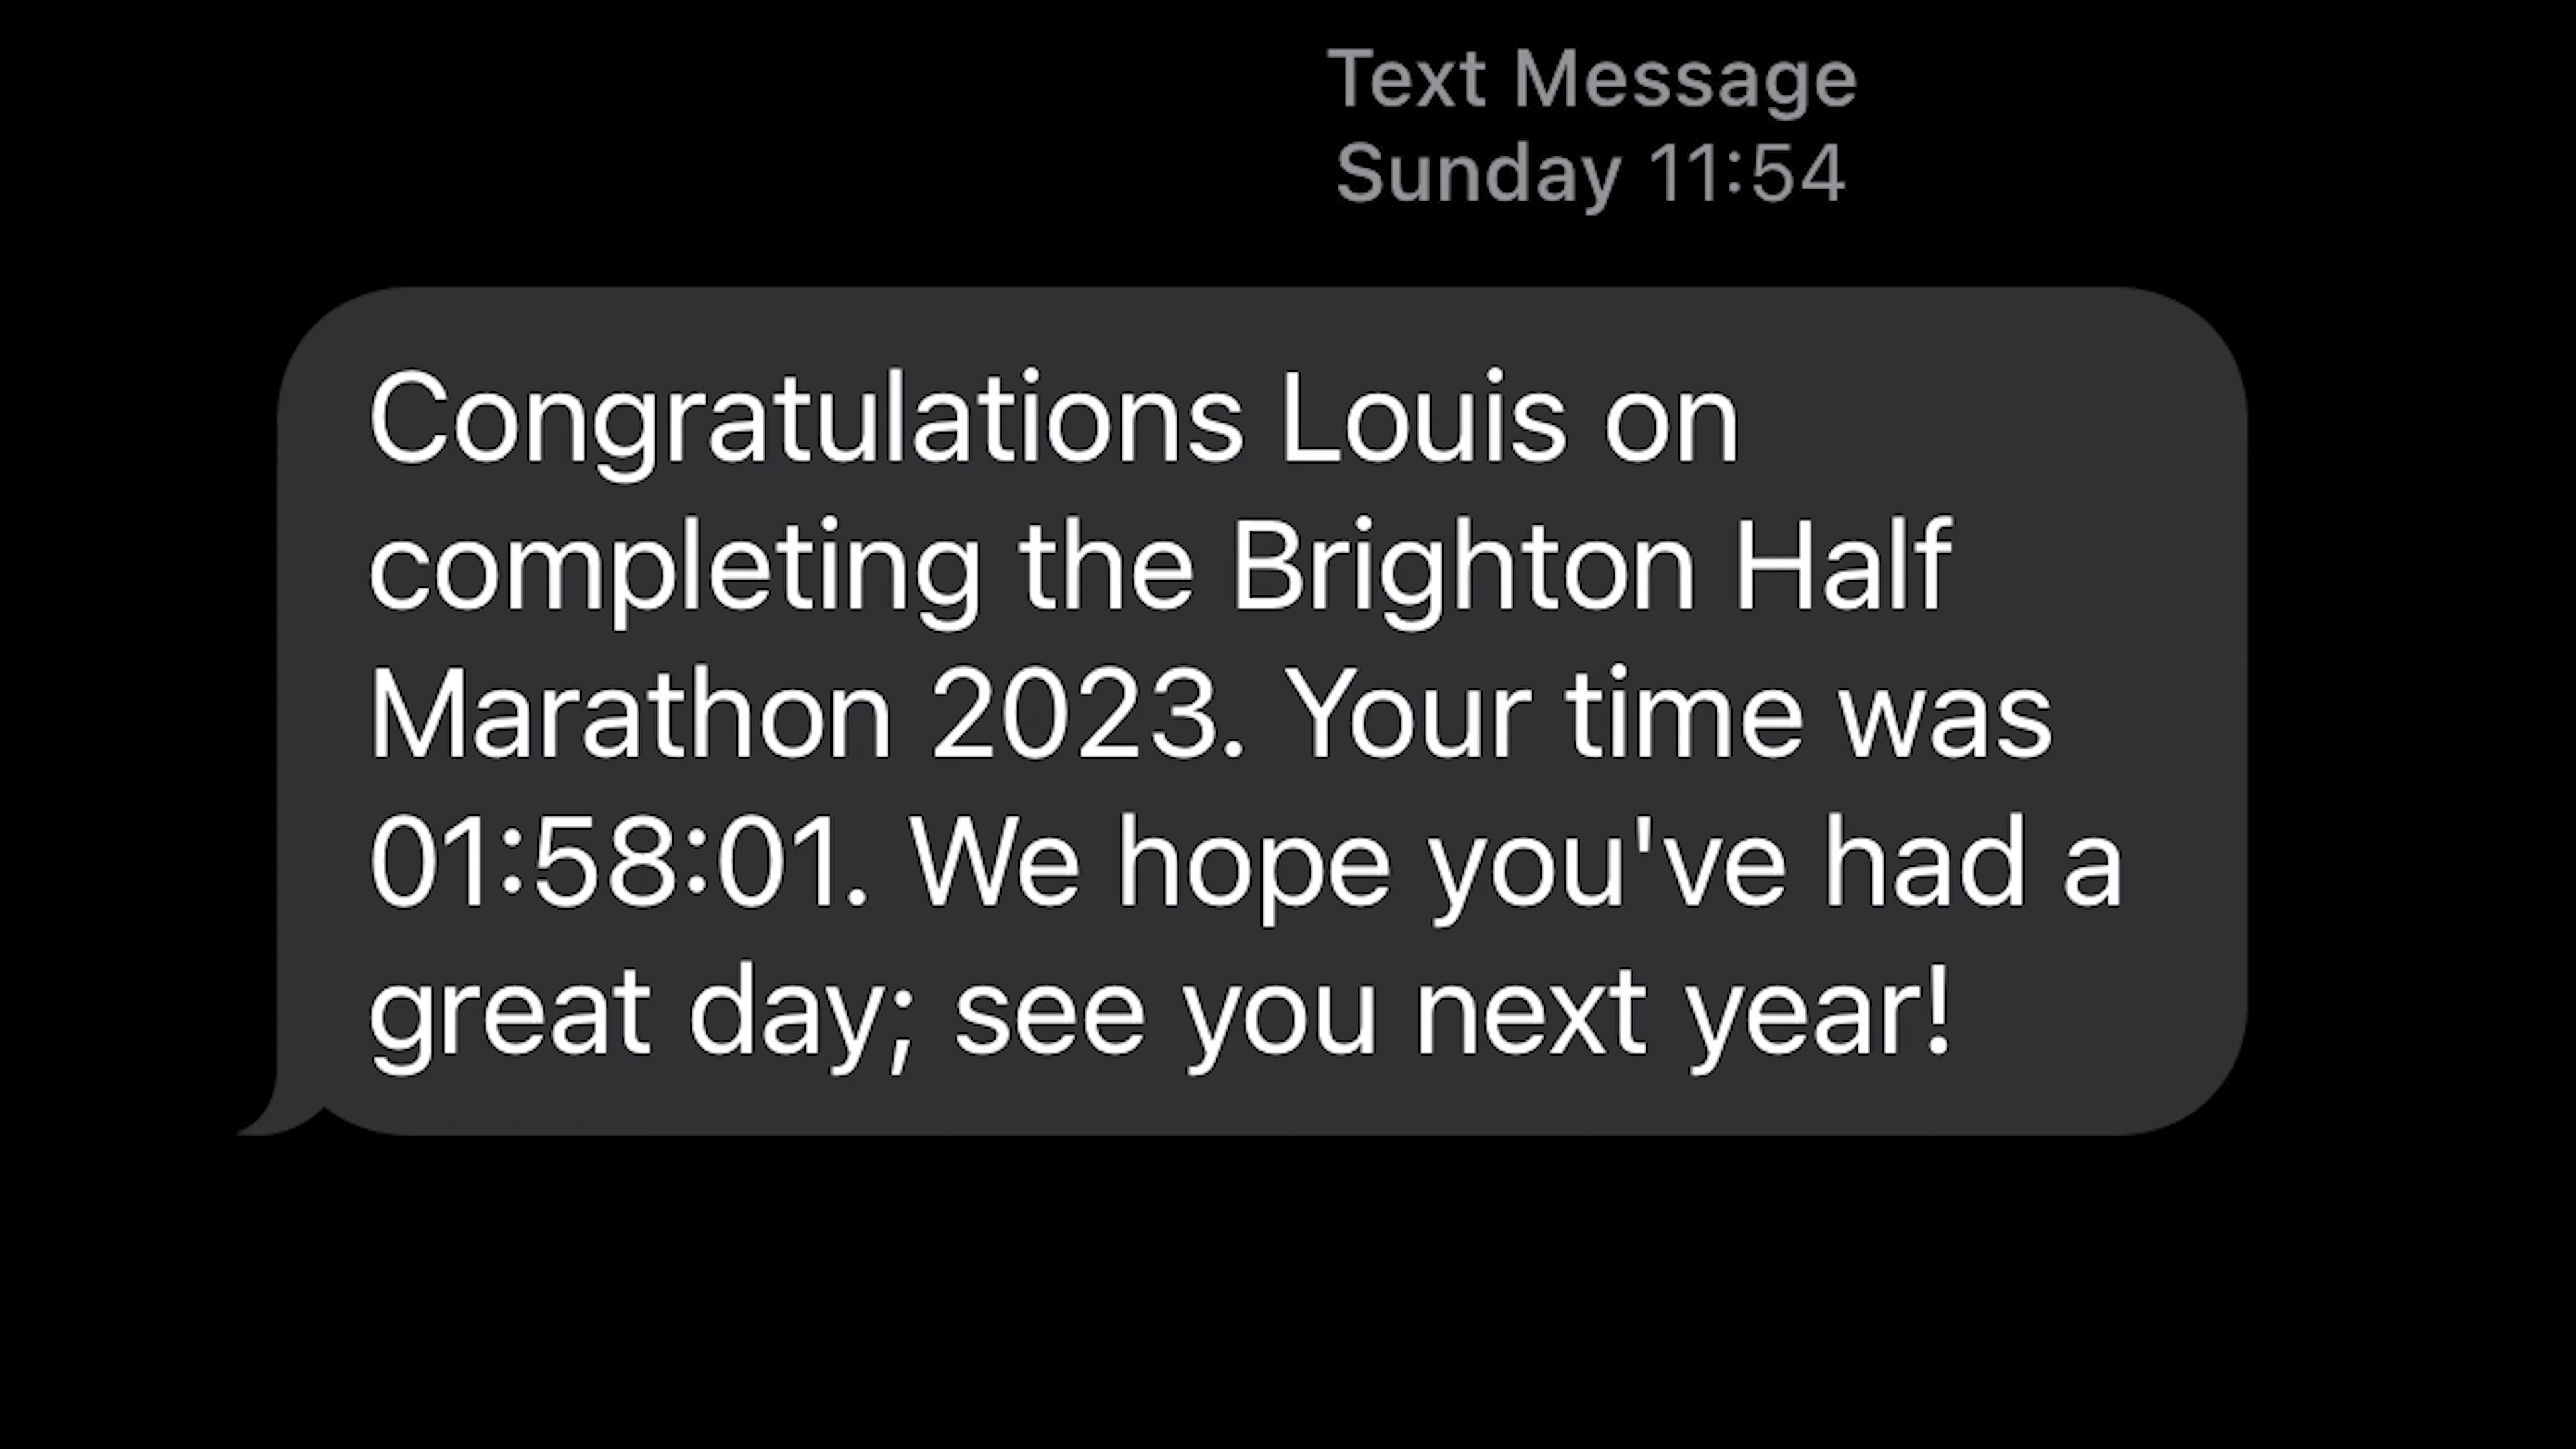 Text Message
Sunday 11:54
Congratulations Louis on
completing the Brighton Half
Marathon 2023. Your time was
01:58:01. We hope you've had a
great day; see you next year!